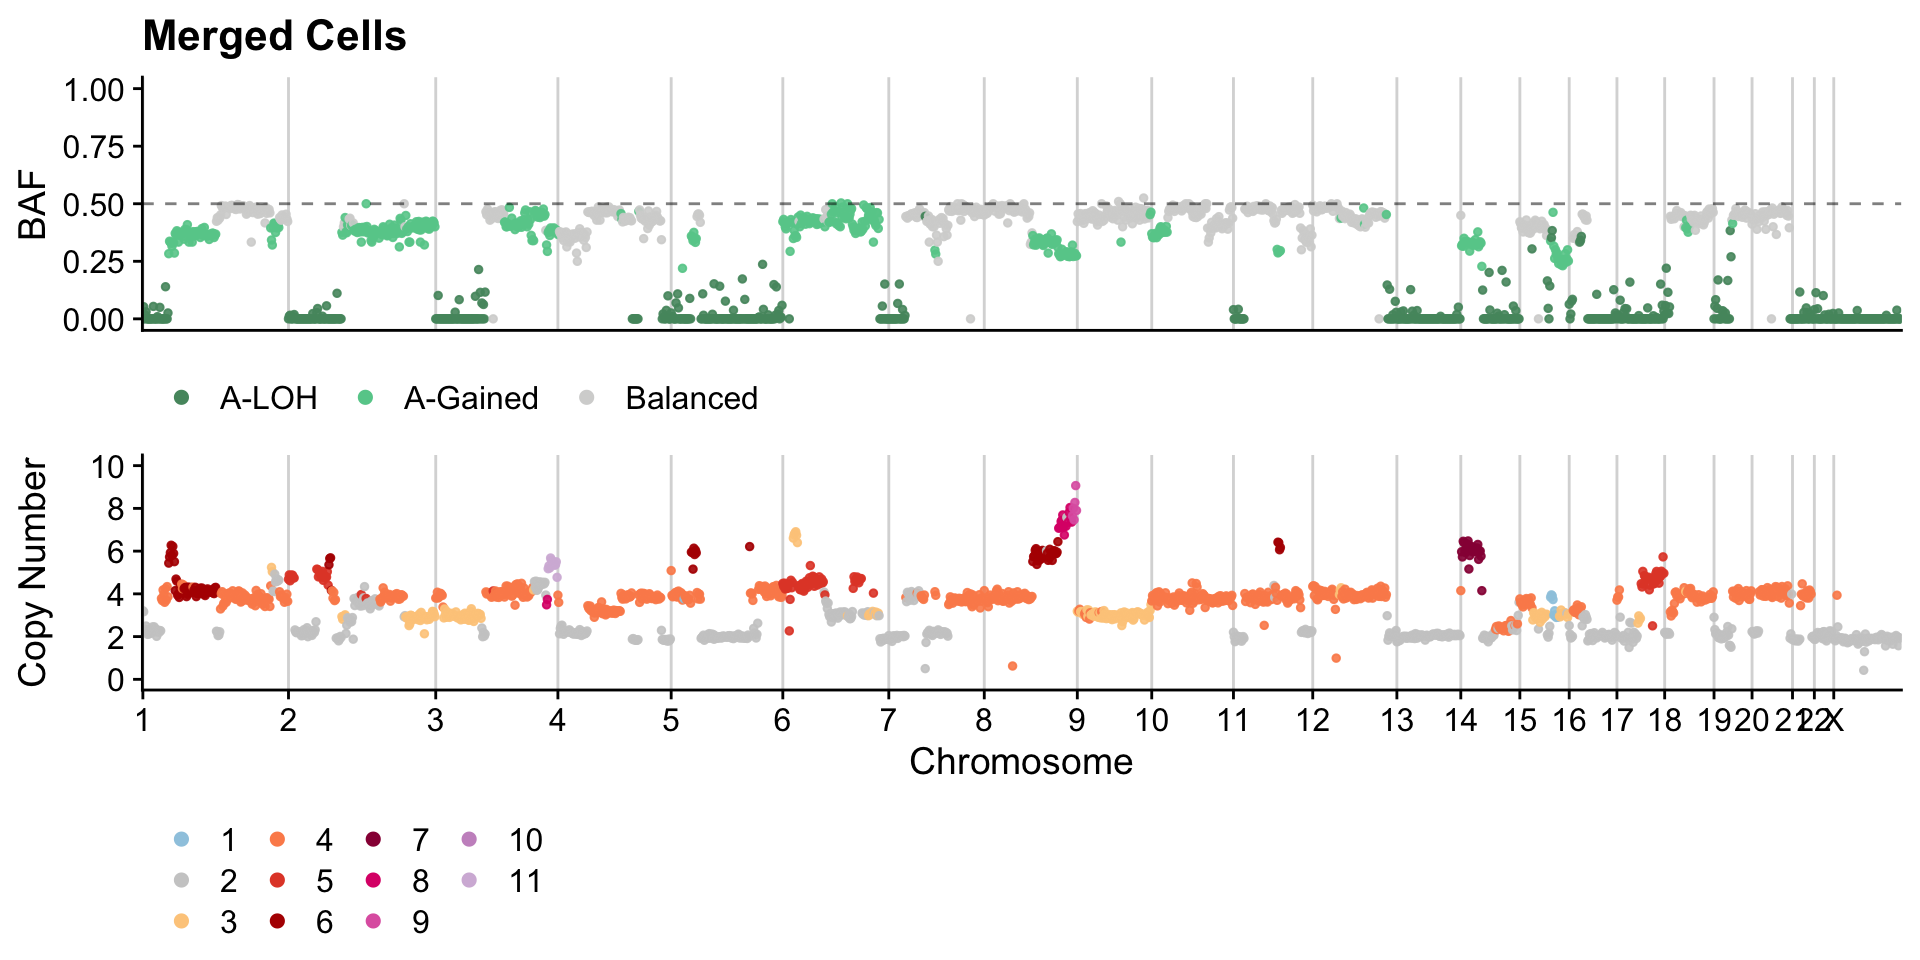 Merged Cells
BAF
1.00
0.75
0.50
0.25
0.00
A-LOH A-Gained Balanced
Copy Number
10
8
6
4
2
0
1 2 3 4 5 6 7 8 9 10 11 12 13 14 15 16 17 18 19 20 21 22 X
Chromosome
1 4 7 10
2 5 8 11
3 6 9